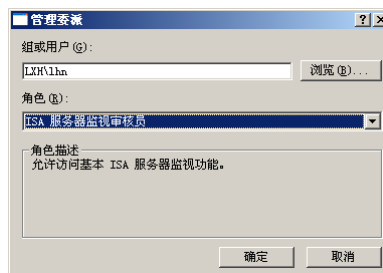 管理委派
组或用户(G):
LXH\lhn
浏览(B)...
角色(R):
ISA 服务器监视审核员
角色描述
允许访问基本 ISA 服务器监视功能。
确定
取消